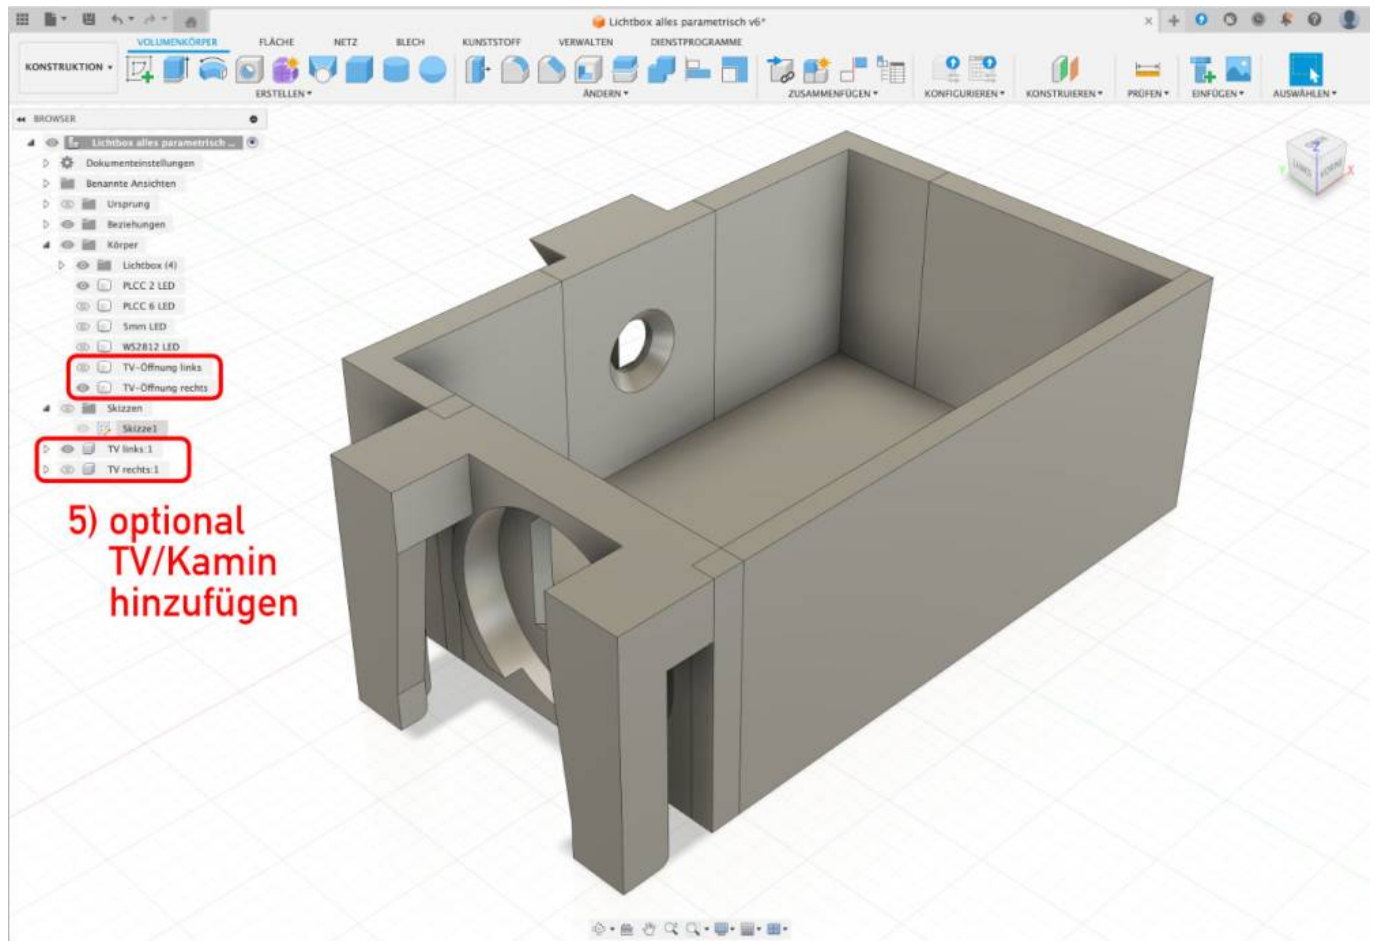 Lichtbox alles parametrisch v6*
VOLUMENKÖRPER
FLÄCHE
NETZ
BLECH
KUNSTSTOFF
VERWALTEN
DIENSTPROGRAMME
KONSTRUKTION
ERSTELLEN
ÄNDERN
ZUSAMMENFÜGEN
KONFIGURIEREN
KONSTRUIEREN
PRÜFEN
EINFÜGEN
AUSWÄHLEN
BROWSER
Lichtbox alles parametrisch ...
Dokumenteinstellungen
Benannte Ansichten
Ursprung
Beziehungen
Körper
Lichtbox (4)
PLCC 2 LED
PLCC 6 LED
5mm LED
WS2812 LED
TV-Öffnung links
TV-Öffnung rechts
Skizzen
Skizze1
TV links:1
TV rechts:1
5) optional
TV/Kamin
hinzufügen
Z
Y
LINKS
VORNE
X